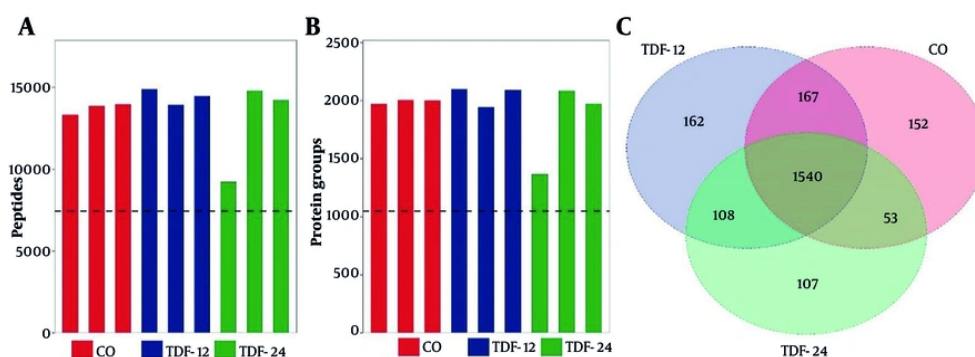 A
Peptides
15000
10000
5000
0
CO TDF-12 TDF-24
B
Protein groups
2500
2000
1500
1000
500
0
CO TDF-12 TDF-24
C
TDF-12
CO
167
162
152
1540
108
53
107
TDF-24